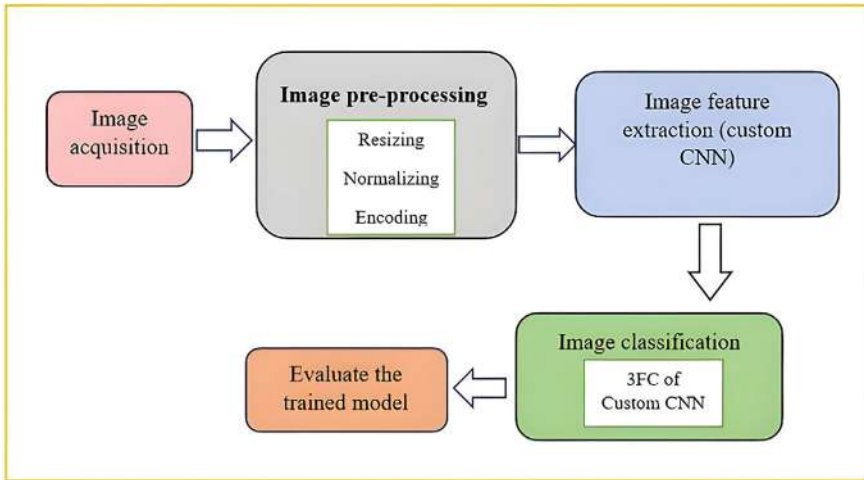 Image
acquisition
Image pre-processing
Resizing
Normalizing
Encoding
Image feature
extraction (custom
CNN)
Image classification
3FC of
Custom CNN
Evaluate the
trained model